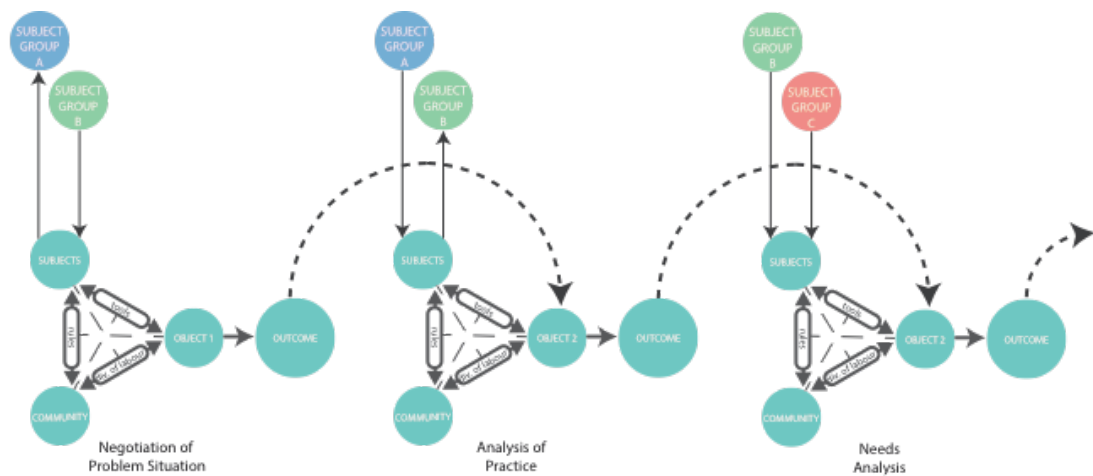 SUBJECT
GROUP
A
SUBJECT
GROUP
B
SUBJECTS
tools
rules
div. of labour
OBJECT 1
OUTCOME
COMMUNITY
Negotiation of
Problem Situation
SUBJECT
GROUP
A
SUBJECT
GROUP
B
SUBJECTS
tools
rules
div. of labour
OBJECT 2
OUTCOME
COMMUNITY
Analysis of
Practice
SUBJECT
GROUP
B
SUBJECT
GROUP
C
SUBJECTS
tools
rules
div. of labour
OBJECT 2
OUTCOME
COMMUNITY
Needs
Analysis